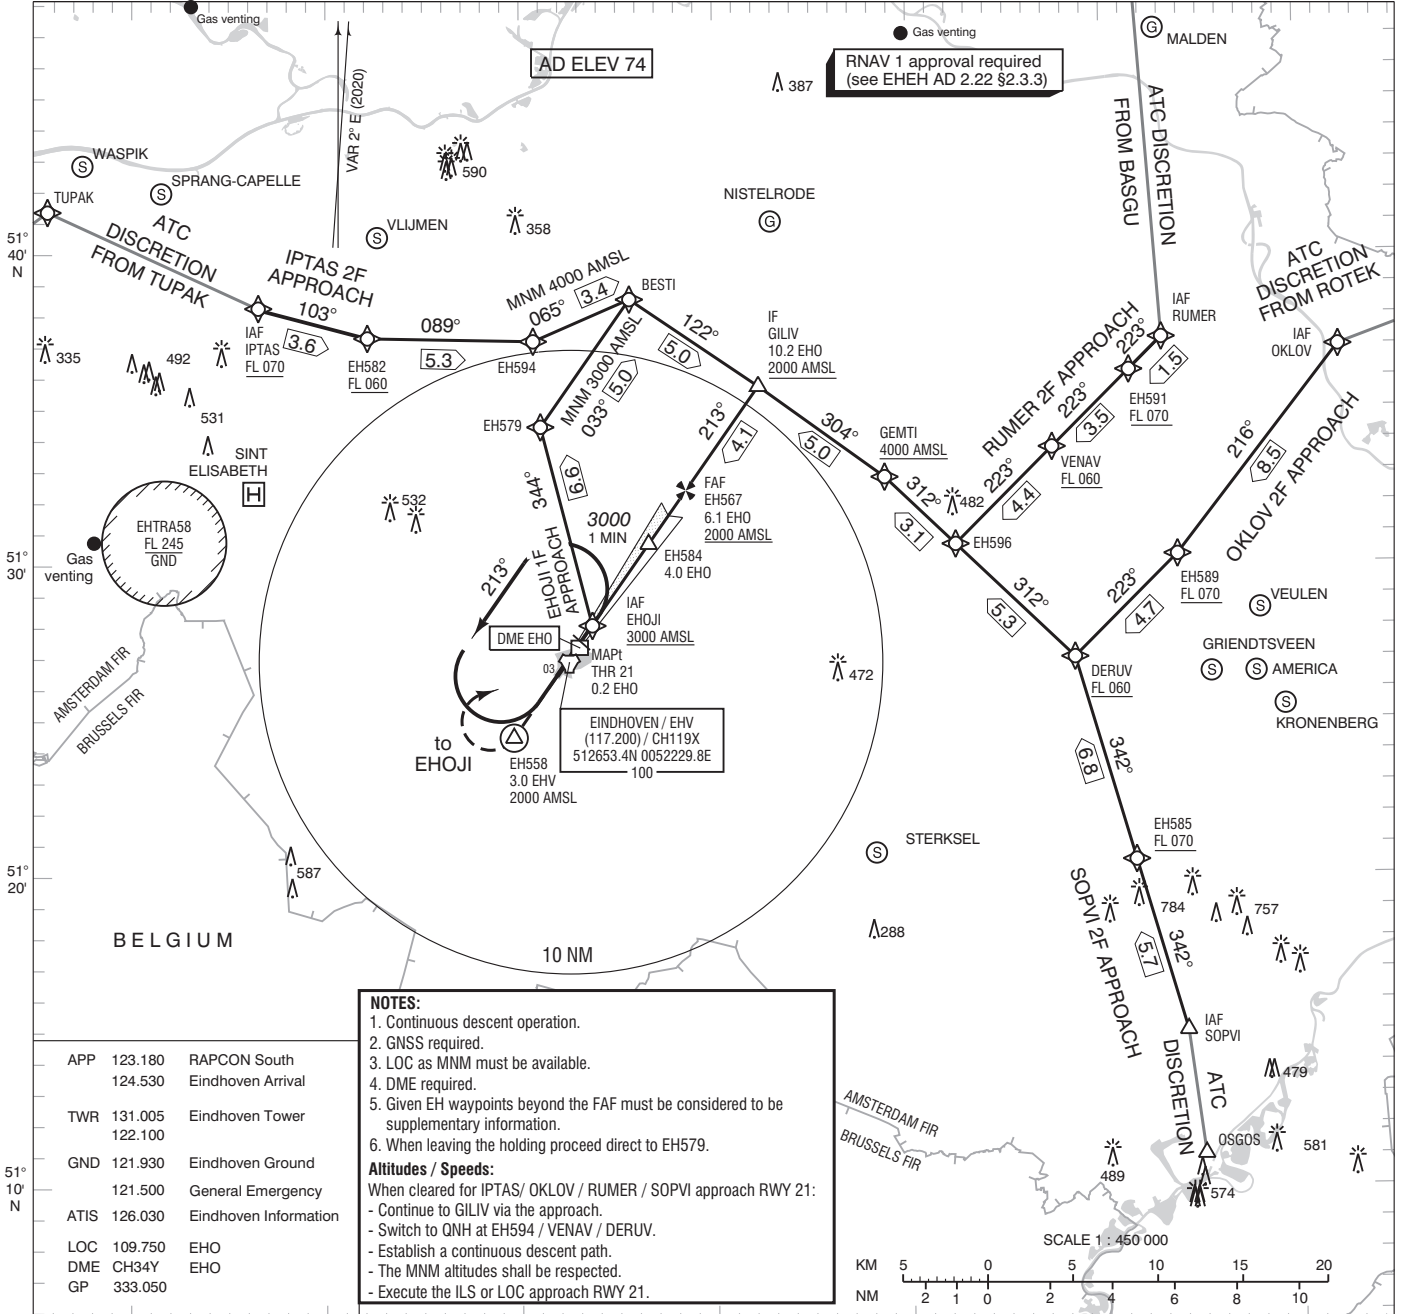 Gas venting
Gas venting
MALDEN
AD ELEV 74
RNAV 1 approval required
(see EHEH AD 2.22 §2.3.3)
387
VAR 2° E (2020)
ATC DISCRETION
FROM BASGU
WASPIK
SPRANG-CAPELLE
590
NISTELRODE
TUPAK
VLIJMEN
358
51°
40'
N
ATC
DISCRETION
FROM TUPAK
IPTAS 2F
APPROACH
MNM 4000 AMSL
065°
3.4
BESTI
ATC
DISCRETION
FROM ROTEK
103°
3.6
089°
5.3
122°
5.0
IF
GILIV
10.2 EHO
2000 AMSL
IAF
RUMER
IAF
OKLOV
IAF
IPTAS
FL 070
EH582
FL 060
EH594
335
492
531
MNM 3000 AMSL
033°
5.0
RUMER 2F APPROACH
223°
1.5
EH591
FL 070
223°
3.5
VENAV
FL 060
EH579
213°
4.1
304°
5.0
GEMTI
4000 AMSL
216°
8.5
OKLOV 2F APPROACH
SINT
ELISABETH
H
344°
6.6
532
FAF
EH567
6.1 EHO
2000 AMSL
312°
3.1
482
223°
4.4
EH596
3000
1 MIN
EHTRA58
FL 245
GND
Gas
venting
51°
30'
EHOJI 1F
APPROACH
213°
EH584
4.0 EHO
312°
5.3
223°
4.7
EH589
FL 070
VEULEN
IAF
EHOJI
3000 AMSL
DME EHO
MAPt
THR 21
0.2 EHO
03
472
DERUV
FL 060
GRIENDTSVEEN
AMERICA
KRONENBERG
AMSTERDAM FIR
BRUSSELS FIR
to
EHOJI
EH558
3.0 EHV
2000 AMSL
EINDHOVEN / EHV
(117.200) / CH119X
512653.4N 0052229.8E
100
342°
6.8
EH585
FL 070
STERKSEL
587
51°
20'
784
757
BELGIUM
288
10 NM
SOPVI 2F APPROACH
342°
5.7
IAF
SOPVI
ATC
DISCRETION
479
AMSTERDAM FIR
BRUSSELS FIR
OSGOS
581
489
574
51°
10'
N
APP 123.180 RAPCON South
124.530 Eindhoven Arrival
TWR 131.005 Eindhoven Tower
122.100
GND 121.930 Eindhoven Ground
121.500 General Emergency
ATIS 126.030 Eindhoven Information
LOC 109.750 EHO
DME CH34Y EHO
GP 333.050
NOTES:
1. Continuous descent operation.
2. GNSS required.
3. LOC as MNM must be available.
4. DME required.
5. Given EH waypoints beyond the FAF must be considered to be
supplementary information.
6. When leaving the holding proceed direct to EH579.
Altitudes / Speeds:
When cleared for IPTAS/ OKLOV / RUMER / SOPVI approach RWY 21:
- Continue to GILIV via the approach.
- Switch to QNH at EH594 / VENAV / DERUV.
- Establish a continuous descent path.
- The MNM altitudes shall be respected.
- Execute the ILS or LOC approach RWY 21.
SCALE 1 : 450 000
KM 5 0 5 10 15 20
NM 2 1 0 2 4 6 8 10
G
G
S
S
S
S
S
S
S
S